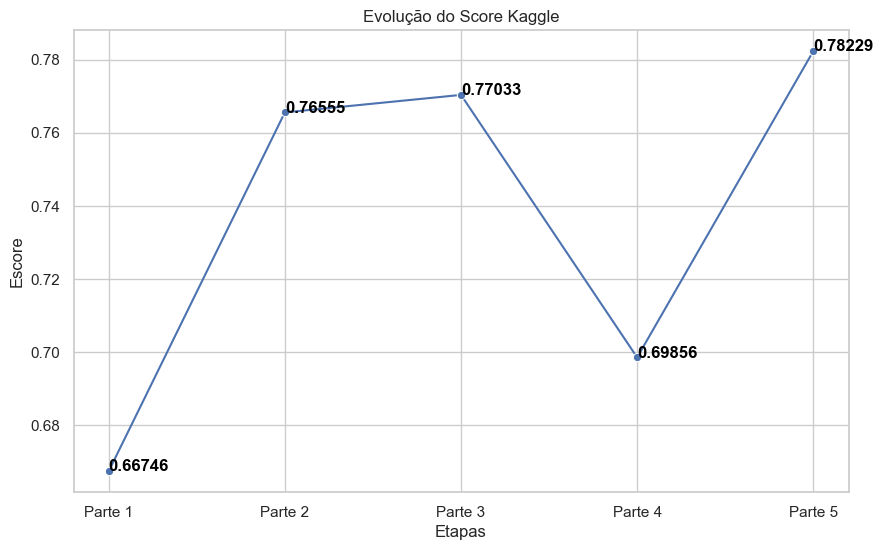 Evolução do Score Kaggle
Escore
0.78
0.76
0.74
0.72
0.70
0.68
0.66746
0.76555
0.77033
0.69856
0.78229
Parte 1
Parte 2
Parte 3
Parte 4
Parte 5
Etapas